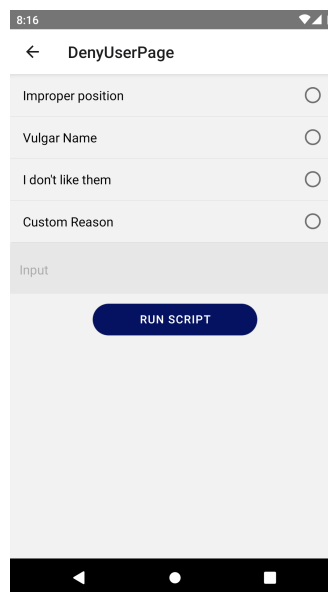 8:16
DenyUserPage
Improper position
Vulgar Name
I don't like them
Custom Reason
Input
RUN SCRIPT